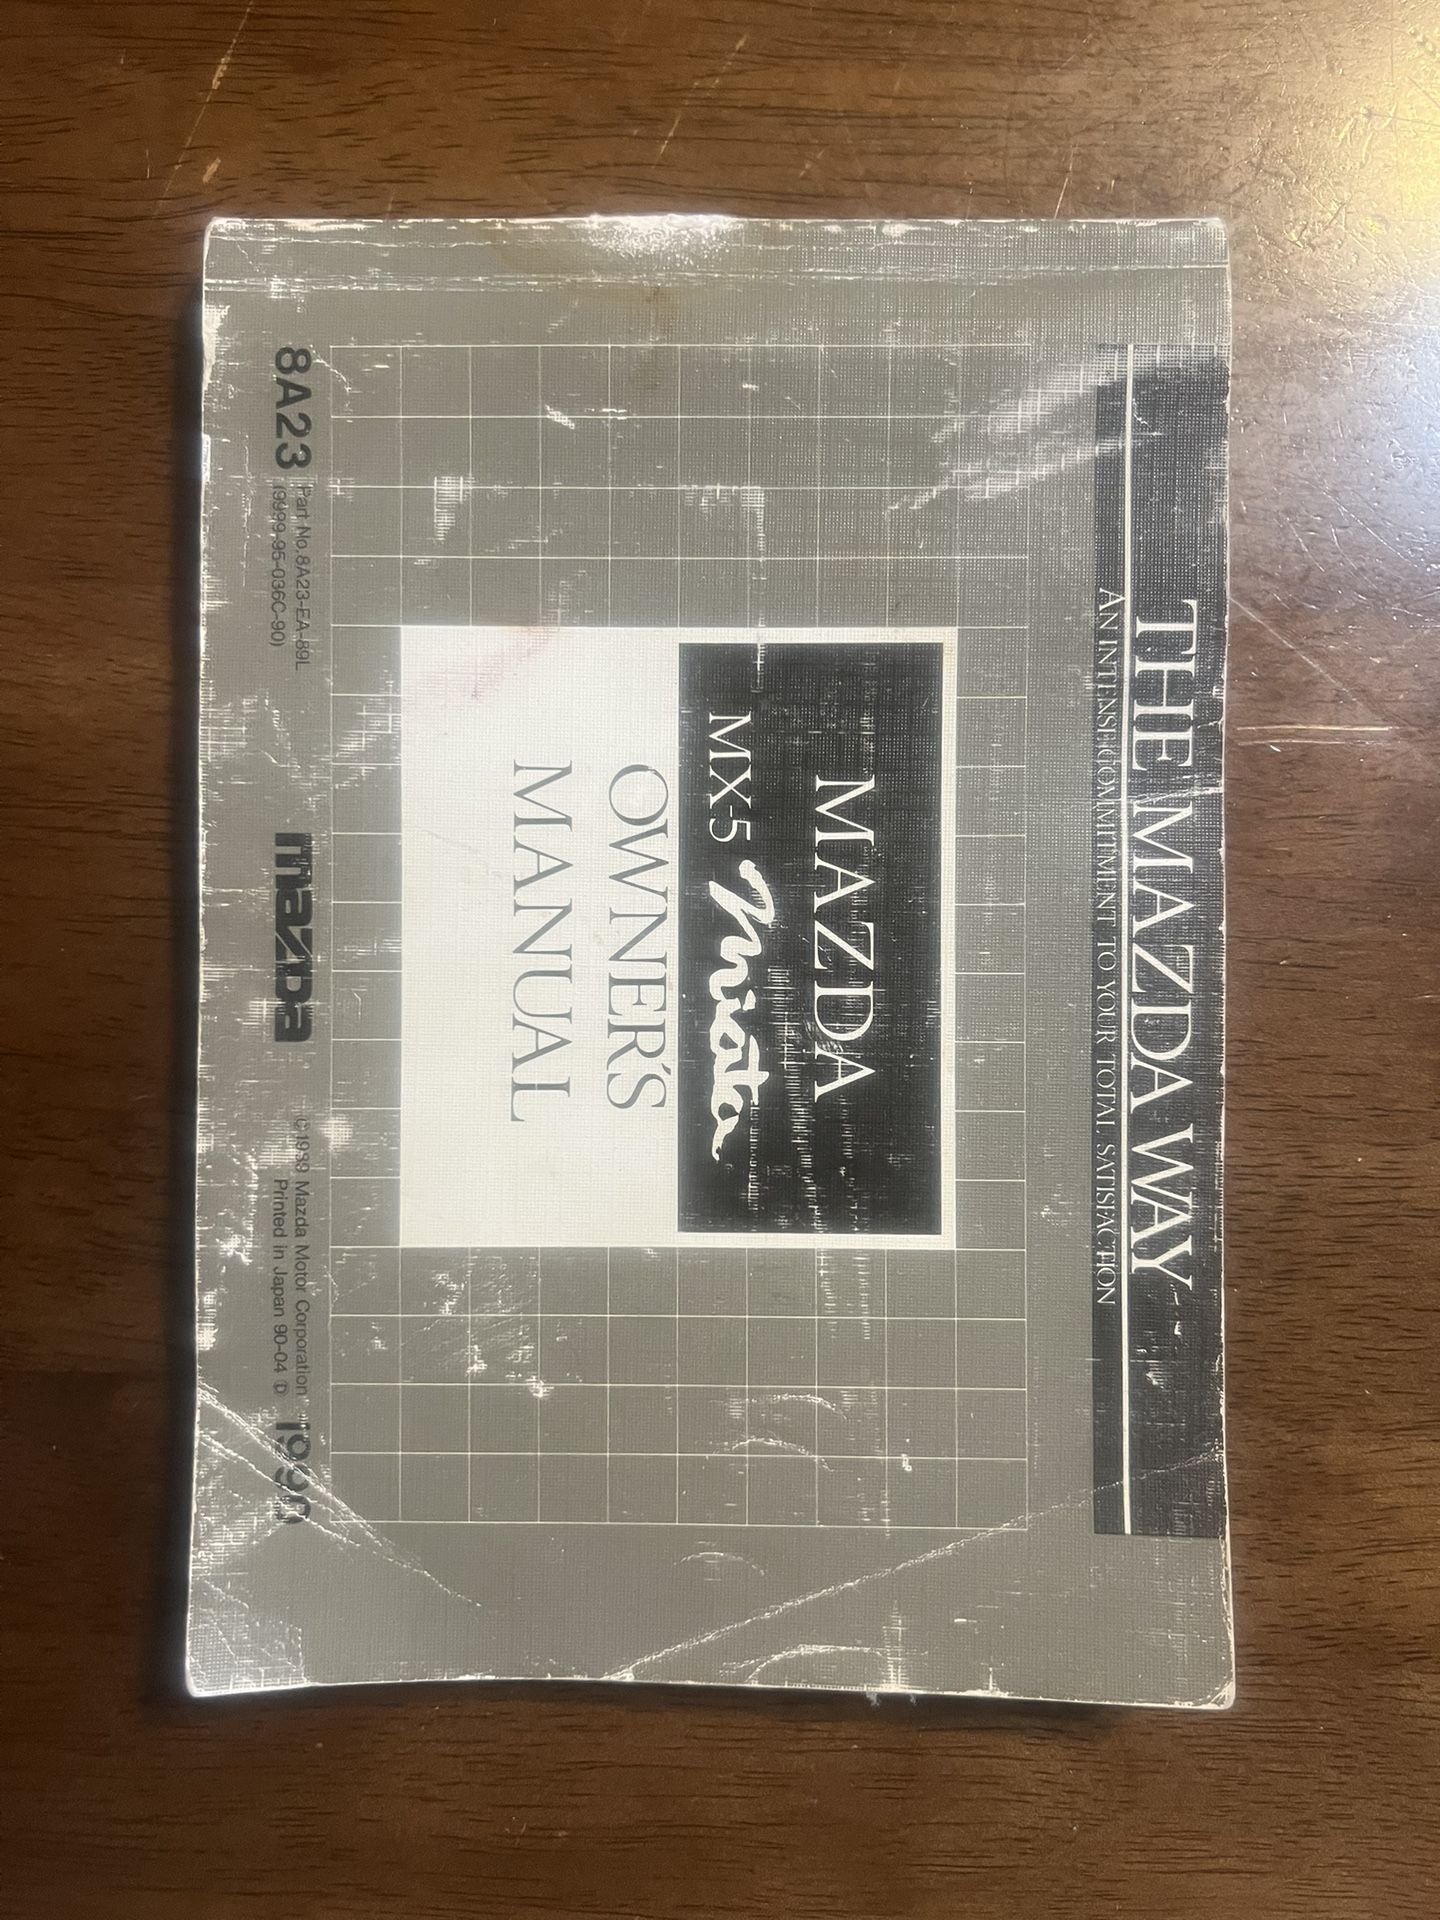 THE MAZDA WAY
AN INTENSE COMMITMENT TO YOUR TOTAL SATISFACTION
MAZDA
MX-5 Miata
OWNER'S
MANUAL
8A23
Part No.8A23-EA-89L
(9999-95-036C-90)
mazda
©1989 Mazda Motor Corporation
Printed in Japan 90-04 Ⓓ
1990